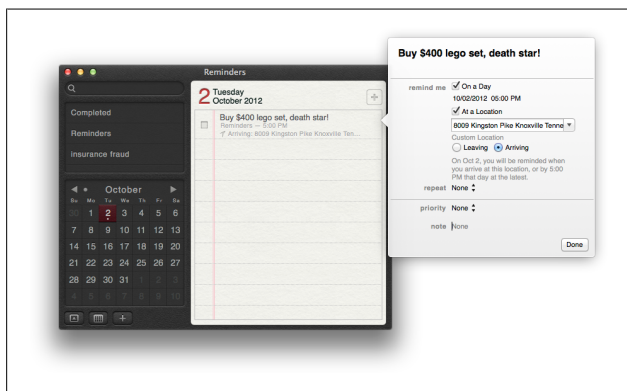 Reminders
Completed
Reminders
insurance fraud
October
Su Mo Tu We Th Fr Sa
30 1 2 3 4 5 6
7 8 9 10 11 12 13
14 15 16 17 18 19 20
21 22 23 24 25 26 27
28 29 30 31 1 2 3
4 5 6 7 8 9 10
2 Tuesday
October 2012
Buy $400 lego set, death star!
Reminders — 5:00 PM
Arriving: 8009 Kingston Pike Knoxville Ten...
Buy $400 lego set, death star!
remind me On a Day
10/02/2012 05:00 PM
At a Location
8009 Kingston Pike Knoxville Tenne
Custom Location
Leaving Arriving
On Oct 2, you will be reminded when
you arrive at this location, or by 5:00
PM that day at the latest.
repeat None
priority None
note None
Done